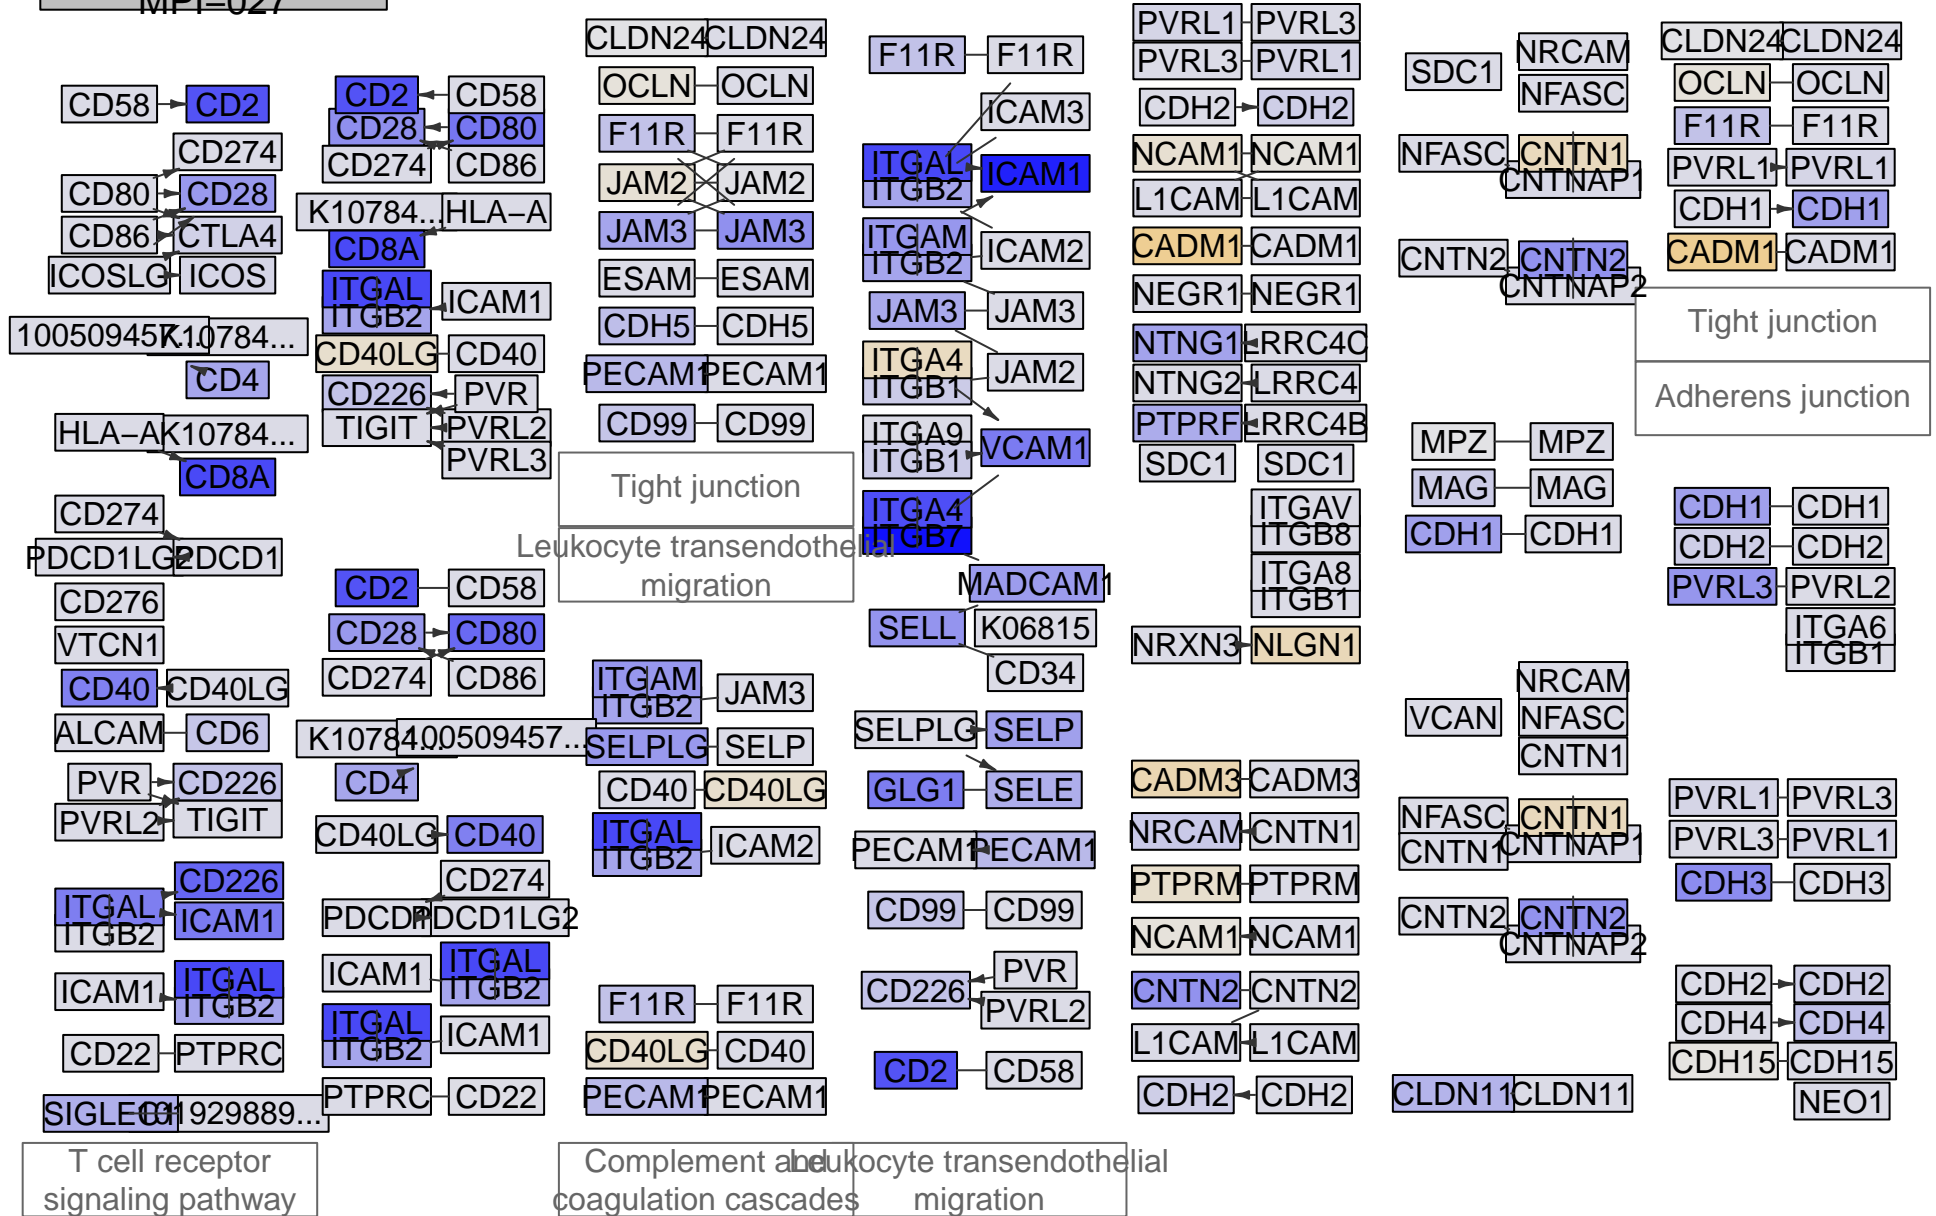 MPI−027
CD58 CD2
CD274
CD80 CD28
CD86 CTLA4
ICOSLG ICOS
100509457... K10784...
CD4
HLA−A K10784...
CD8A
CD274
PDCD1LG2 PDCD1
CD276
VTCN1
CD40 CD40LG
ALCAM CD6
PVR CD226
PVRL2 TIGIT
CD226
ITGAL ICAM1
ITGB2
ITGAL
ICAM1 ITGB2
CD22 PTPRC
SIGLEC1 101929889...
T cell receptor
signaling pathway
CD2 CD58
CD28 CD80
CD274 CD86
K10784... HLA−A
CD8A
ITGAL ICAM1
ITGB2
CD40LG CD40
CD226 PVR
TIGIT PVRL2
PVRL3
CD2 CD58
CD28 CD80
CD274 CD86
K10784... 100509457...
CD4
CD40LG CD40
CD274
PDCD1 PDCD1LG2
ICAM1 ITGAL
ITGB2
ITGAL ICAM1
ITGB2
PTPRC CD22
CLDN24 CLDN24
OCLN OCLN
F11R F11R
JAM2 JAM2
JAM3 JAM3
ESAM ESAM
CDH5 CDH5
PECAM1 PECAM1
CD99 CD99
Tight junction
Leukocyte transendothelial
migration
ITGAM JAM3
ITGB2
SELPLG SELP
CD40 CD40LG
ITGAL ICAM2
ITGB2
F11R F11R
CD40LG CD40
PECAM1 PECAM1
Complement and
coagulation cascades
F11R F11R
ICAM3
ITGAL ICAM1
ITGB2
ITGAM ICAM2
ITGB2
JAM3 JAM3
ITGA4 JAM2
ITGB1
ITGA9 VCAM1
ITGB1
ITGA4
ITGB7
MADCAM1
SELL K06815
CD34
SELPLG SELP
GLG1 SELE
PECAM1 PECAM1
CD99 CD99
CD226 PVR
PVRL2
CD2 CD58
Leukocyte transendothelial
migration
PVRL1 PVRL3
PVRL3 PVRL1
CDH2 CDH2
NCAM1 NCAM1
L1CAM L1CAM
CADM1 CADM1
NEGR1 NEGR1
NTNG1 LRRC4C
NTNG2 LRRC4
PTPRF LRRC4B
SDC1 SDC1
ITGAV
ITGB8
ITGA8
ITGB1
NRXN3 NLGN1
CADM3 CADM3
NRCAM CNTN1
PTPRM PTPRM
NCAM1 NCAM1
CNTN2 CNTN2
L1CAM L1CAM
CDH2 CDH2
SDC1 NRCAM
NFASC
NFASC CNTN1
CNTNAP1
CNTN2 CNTN2
CNTNAP2
MPZ MPZ
MAG MAG
CDH1 CDH1
NRCAM
VCAN NFASC
CNTN1
NFASC CNTN1
CNTN1 CNTNAP1
CNTN2 CNTN2
CNTNAP2
CLDN11 CLDN11
CLDN24 CLDN24
OCLN OCLN
F11R F11R
PVRL1 PVRL1
CDH1 CDH1
CADM1 CADM1
Tight junction
Adherens junction
CDH1 CDH1
CDH2 CDH2
PVRL3 PVRL2
ITGA6
ITGB1
PVRL1 PVRL3
PVRL3 PVRL1
CDH3 CDH3
CDH2 CDH2
CDH4 CDH4
CDH15 CDH15
NEO1